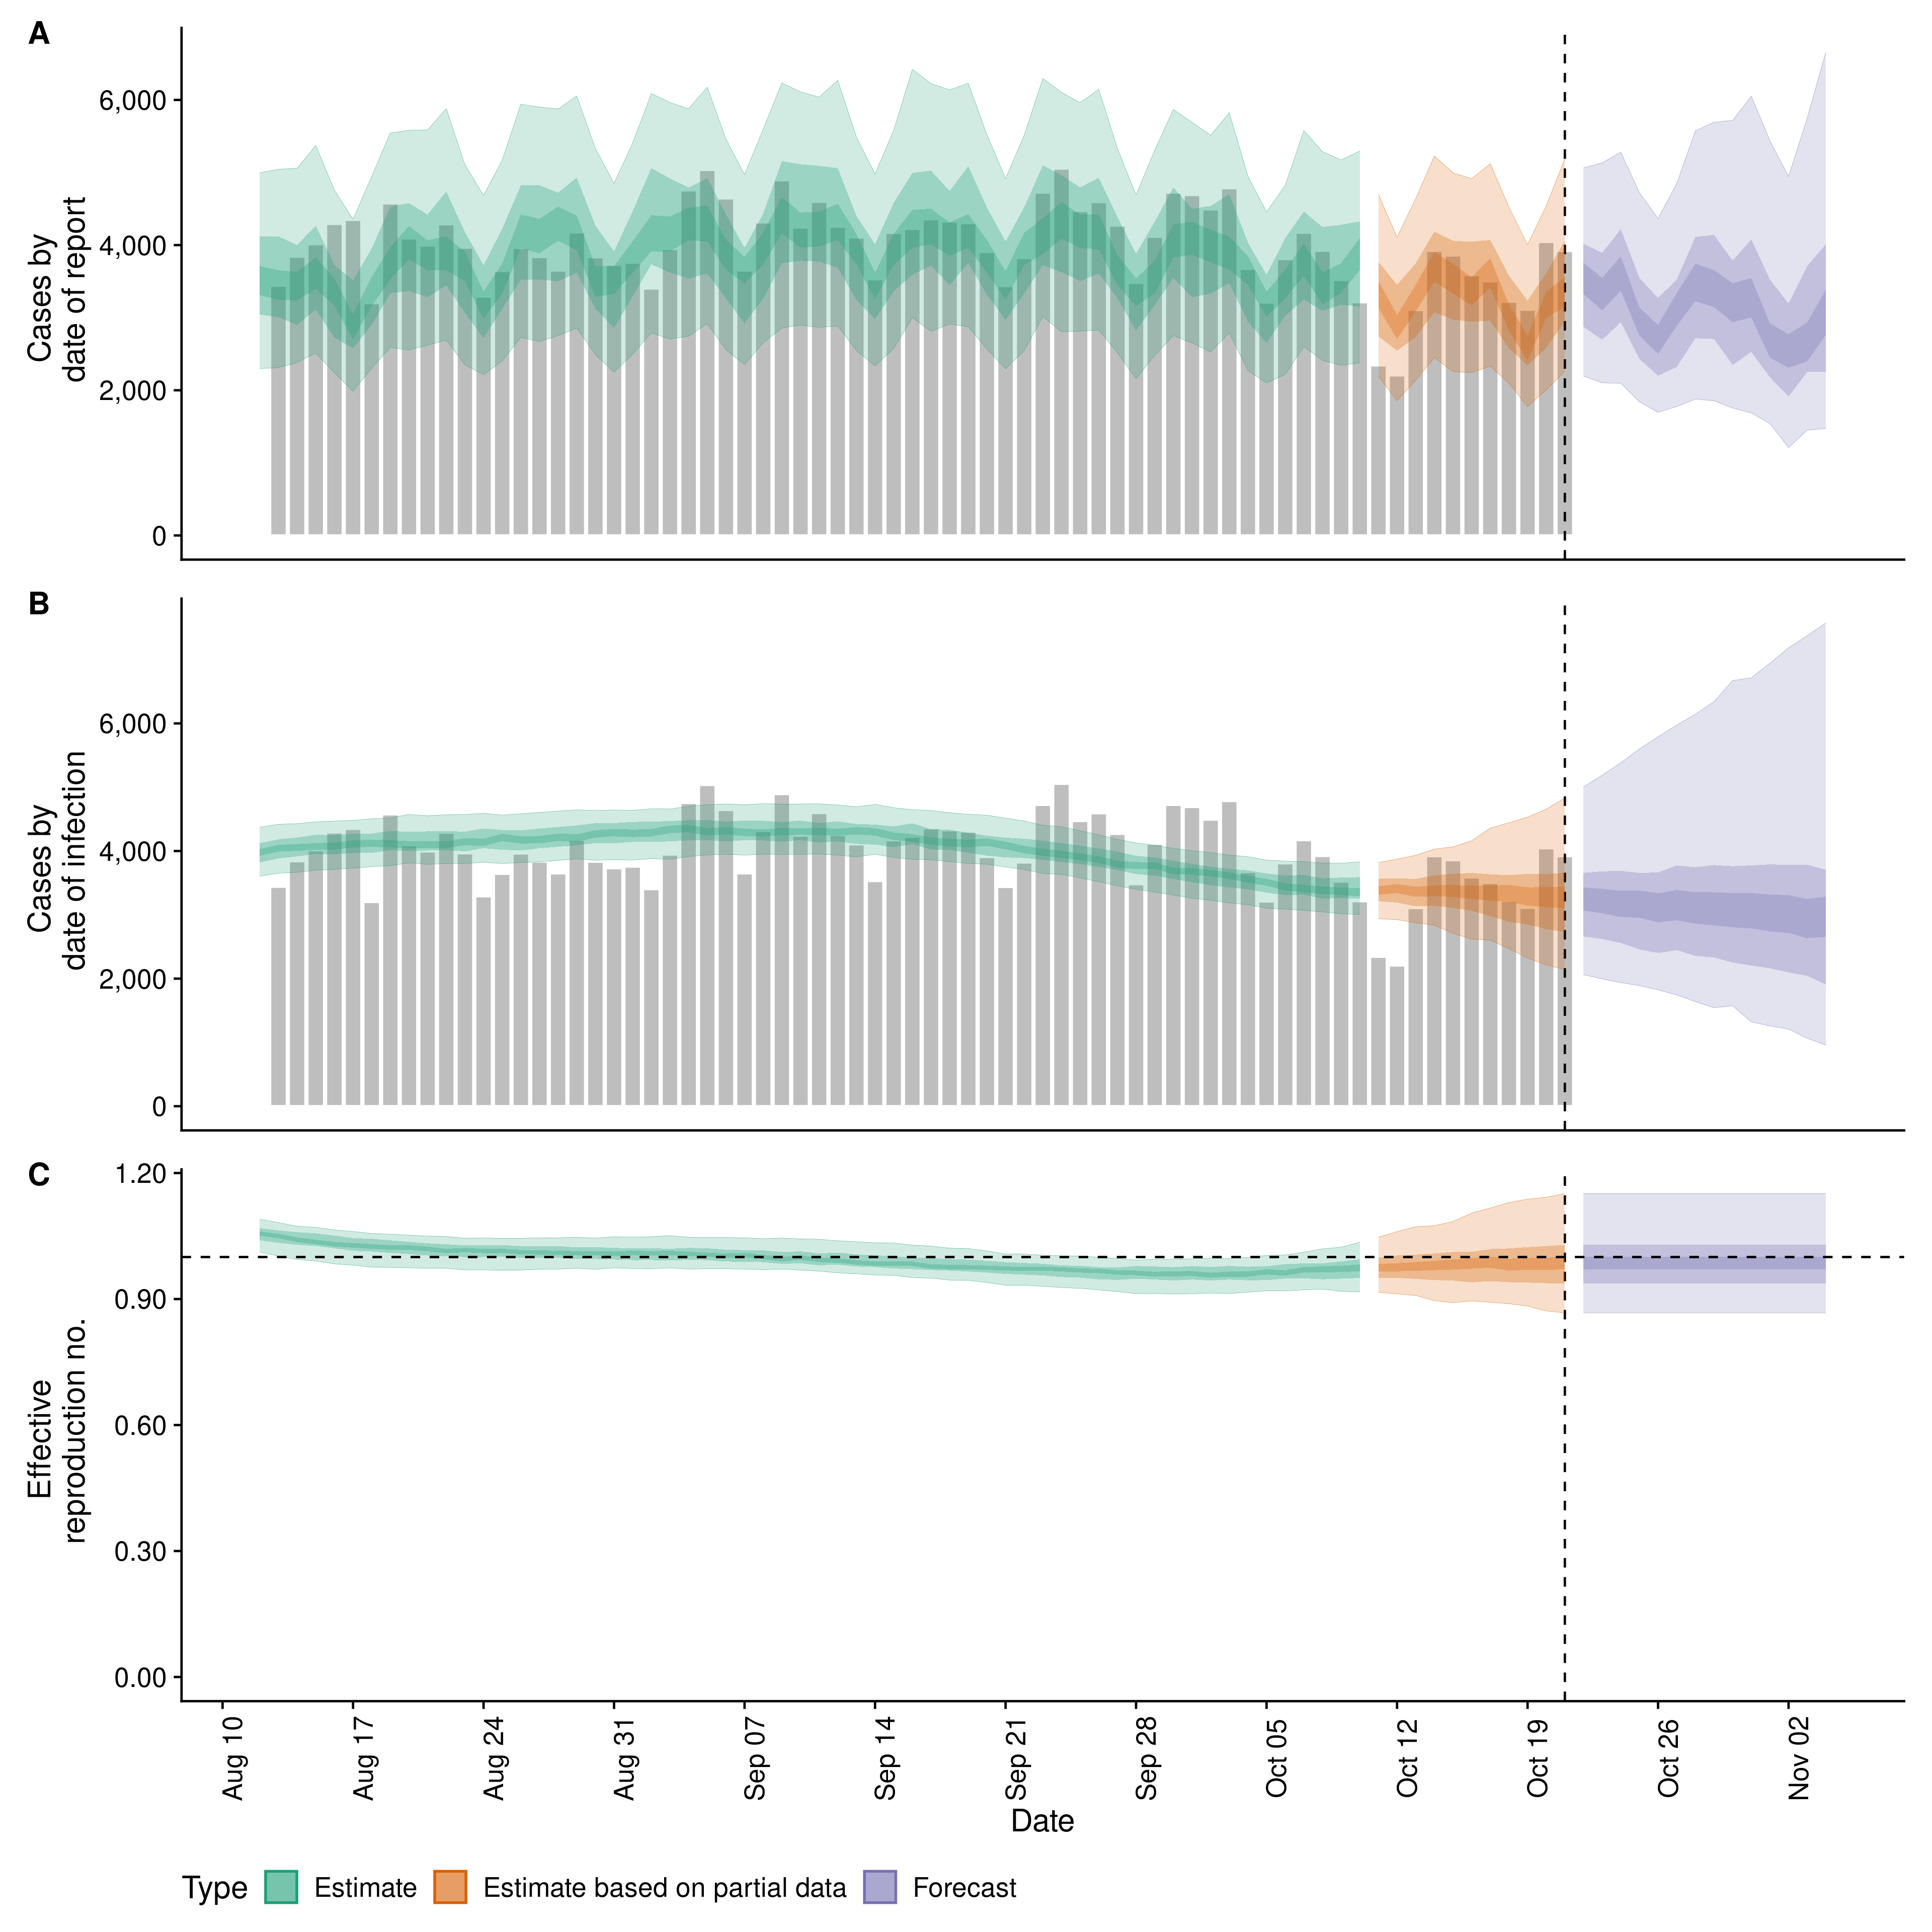 A
Cases by
date of report
6,000
4,000
2,000
0
B
Cases by
date of infection
6,000
4,000
2,000
0
C
Effective
reproduction no.
1.20
0.90
0.60
0.30
0.00
Aug 10
Aug 17
Aug 24
Aug 31
Sep 07
Sep 14
Sep 21
Sep 28
Oct 05
Oct 12
Oct 19
Oct 26
Nov 02
Date
Type Estimate Estimate based on partial data Forecast